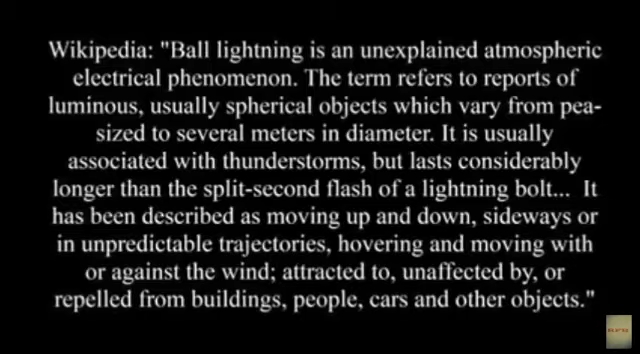 Wikipedia: "Ball lightning is an unexplained atmospheric
electrical phenomenon. The term refers to reports of
luminous, usually spherical objects which vary from pea-
sized to several meters in diameter. It is usually
associated with thunderstorms, but lasts considerably
longer than the split-second flash of a lightning bolt... It
has been described as moving up and down, sideways or
in unpredictable trajectories, hovering and moving with
or against the wind; attracted to, unaffected by, or
repelled from buildings, people, cars and other objects."